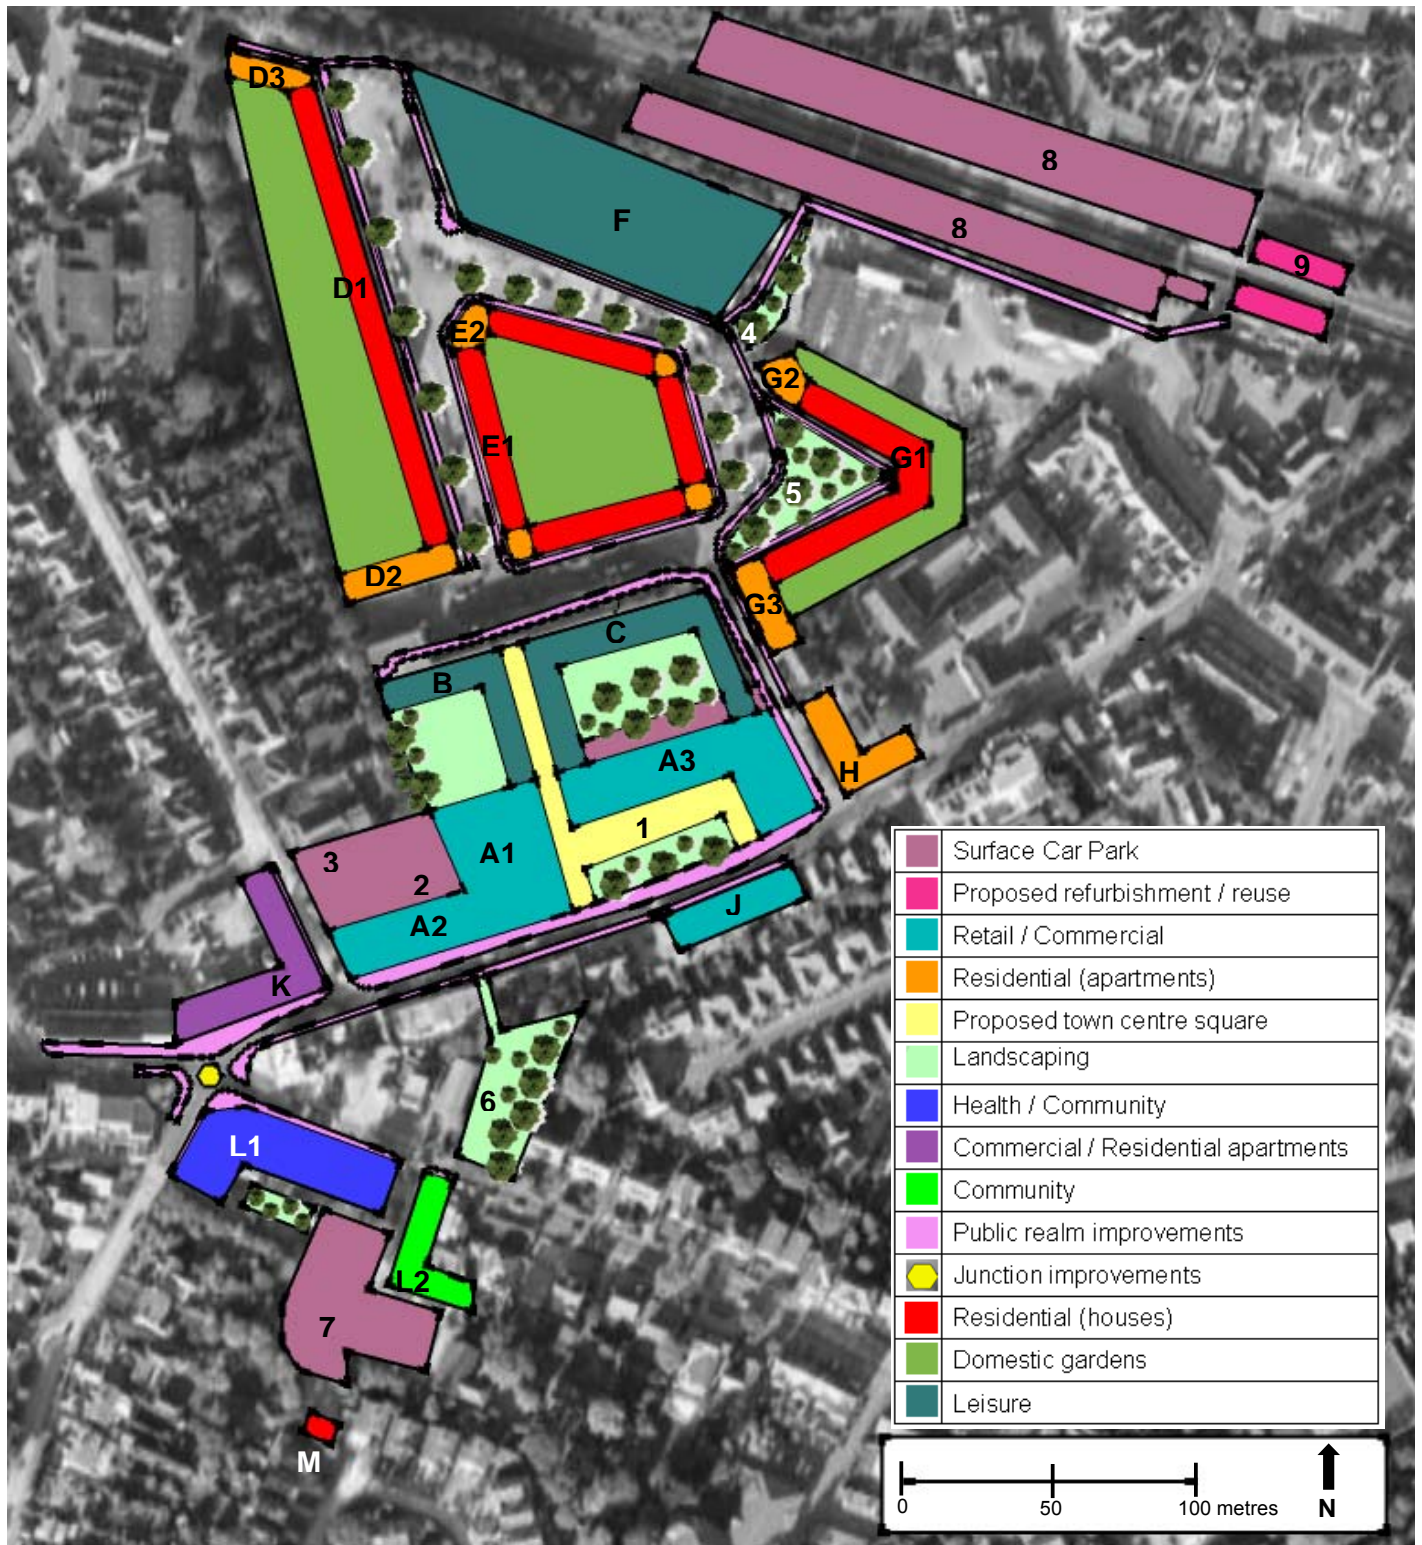 D3
8
F
8
9
D1
E2
4
G2
E1
G1
5
D2
G3
C
B
A3
H
1
3
A1
2
J
A2
K
6
L1
L2
7
M
Surface Car Park
Proposed refurbishment / reuse
Retail / Commercial
Residential (apartments)
Proposed town centre square
Landscaping
Health / Community
Commercial / Residential apartments
Community
Public realm improvements
Junction improvements
Residential (houses)
Domestic gardens
Leisure
0 50 100 metres N